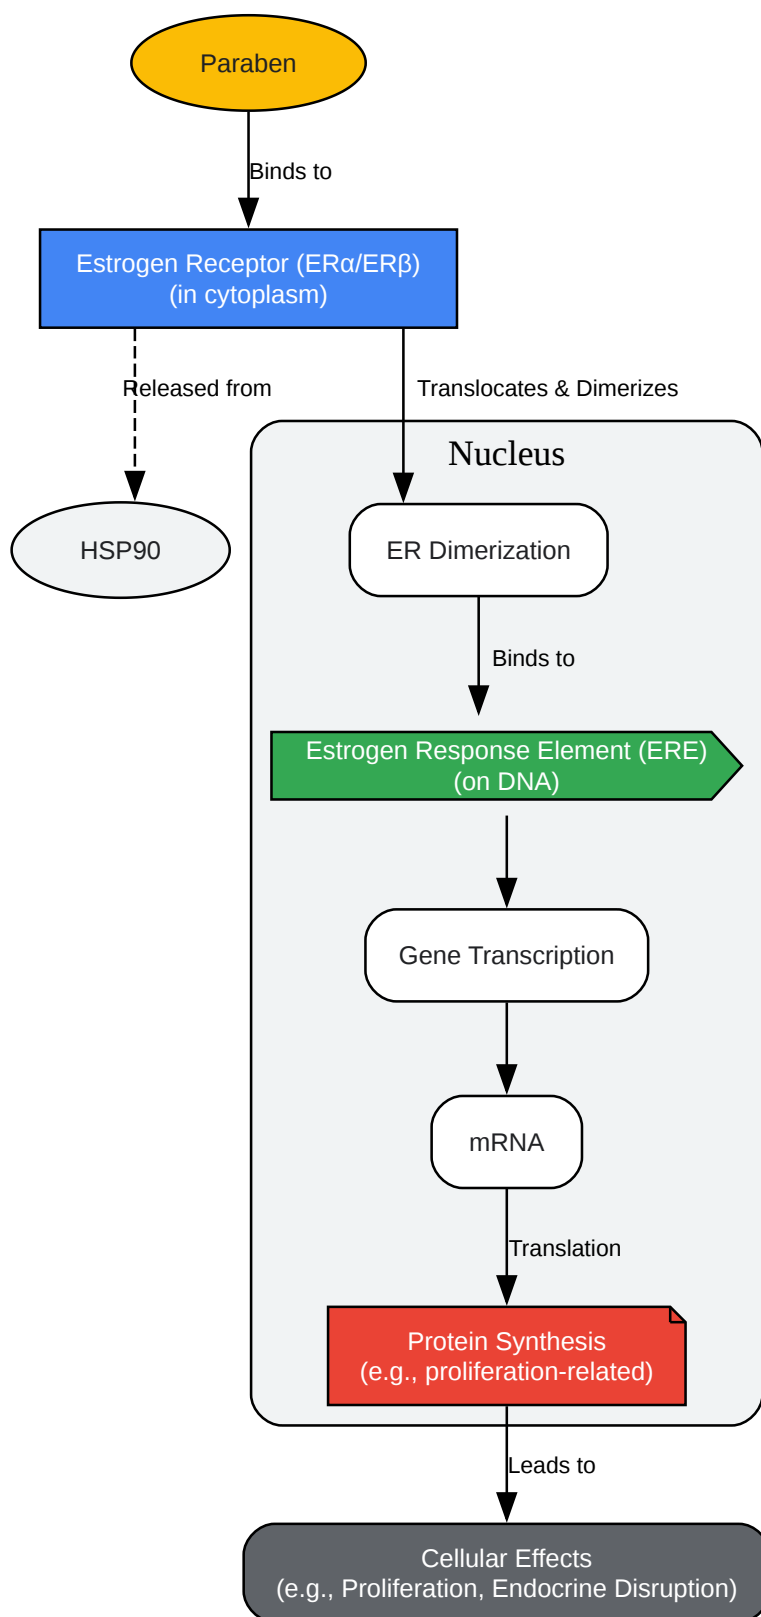 Paraben
Binds to
Estrogen Receptor (ERα/ERβ)
(in cytoplasm)
Released from
Translocates & Dimerizes
Nucleus
HSP90
ER Dimerization
Binds to
Estrogen Response Element (ERE)
(on DNA)
Gene Transcription
mRNA
Translation
Protein Synthesis
(e.g., proliferation-related)
Leads to
Cellular Effects
(e.g., Proliferation, Endocrine Disruption)